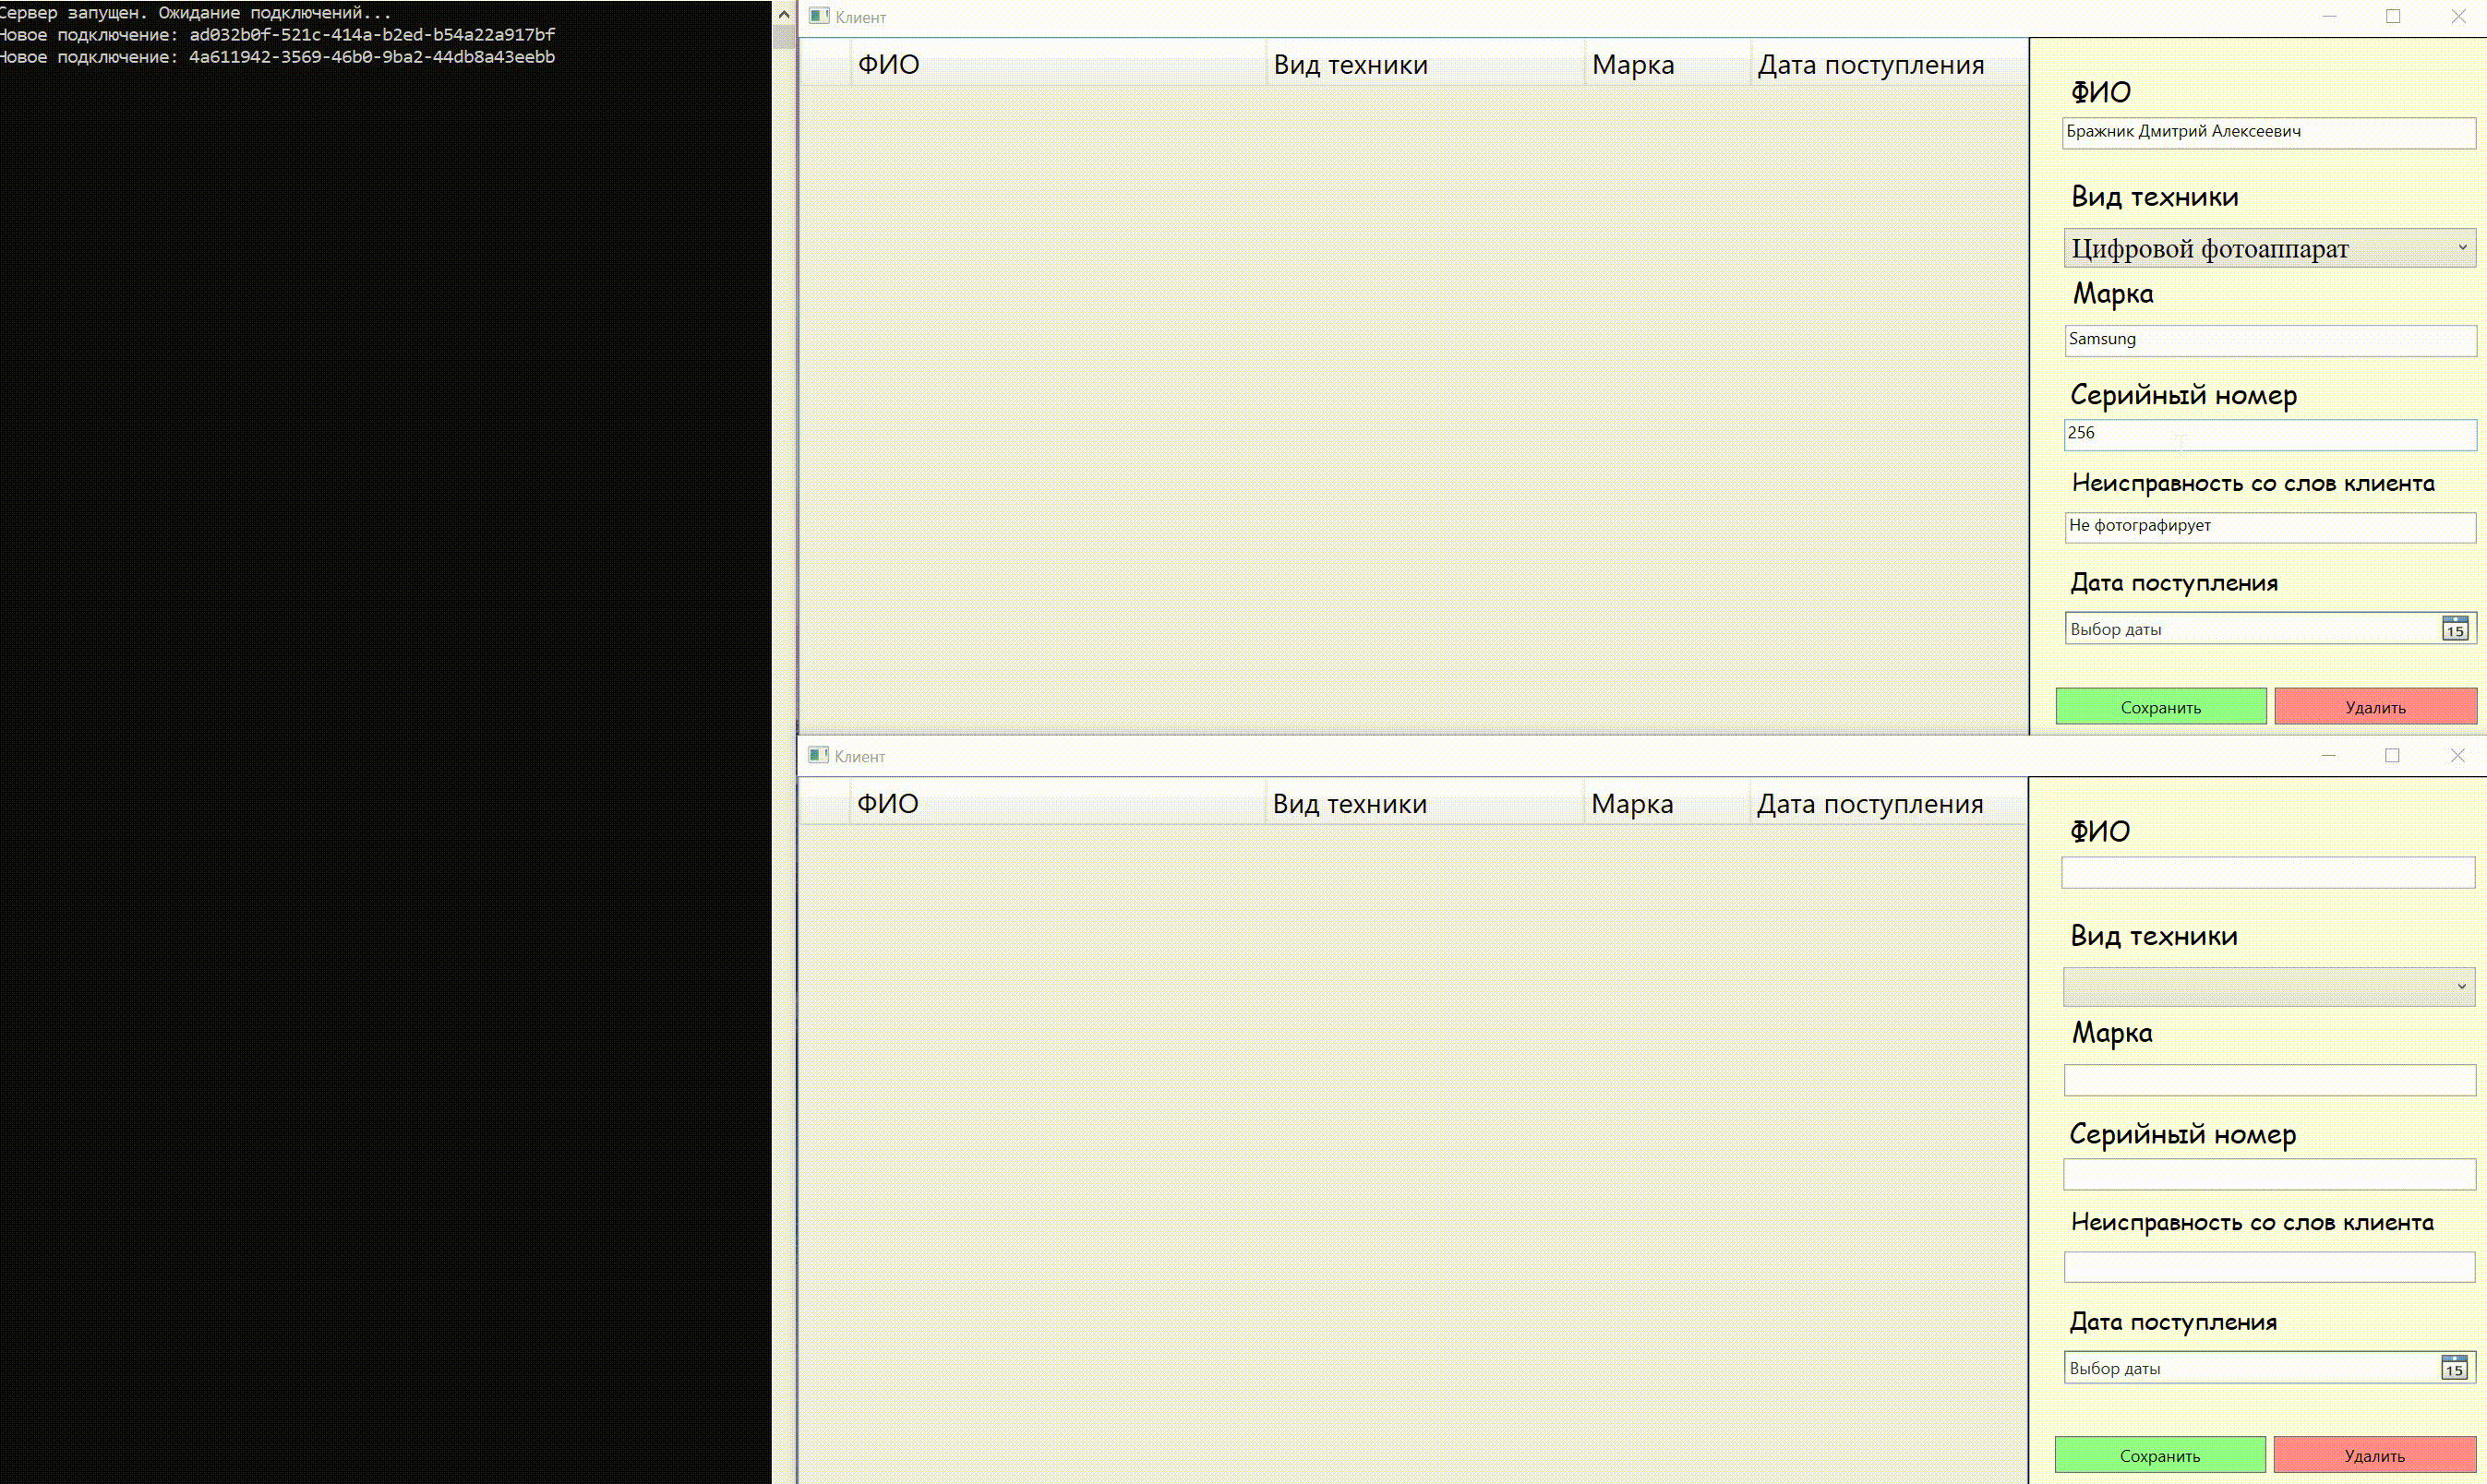 Сервер запущен. Ожидание подключений...
Новое подключение: ad032b0f-521c-414a-b2ed-b54a22a917bf
Новое подключение: 4a611942-3569-46b0-9ba2-44db8a43eebb
Клиент
ФИО Вид техники Марка Дата поступления
ФИО
Бражник Дмитрий Алексеевич
Вид техники
Цифровой фотоаппарат
Марка
Samsung
Серийный номер
256
Неисправность со слов клиента
Не фотографирует
Дата поступления
Выбор даты 15
Сохранить Удалить
Клиент
ФИО Вид техники Марка Дата поступления
ФИО
Вид техники
Марка
Серийный номер
Неисправность со слов клиента
Дата поступления
Выбор даты 15
Сохранить Удалить